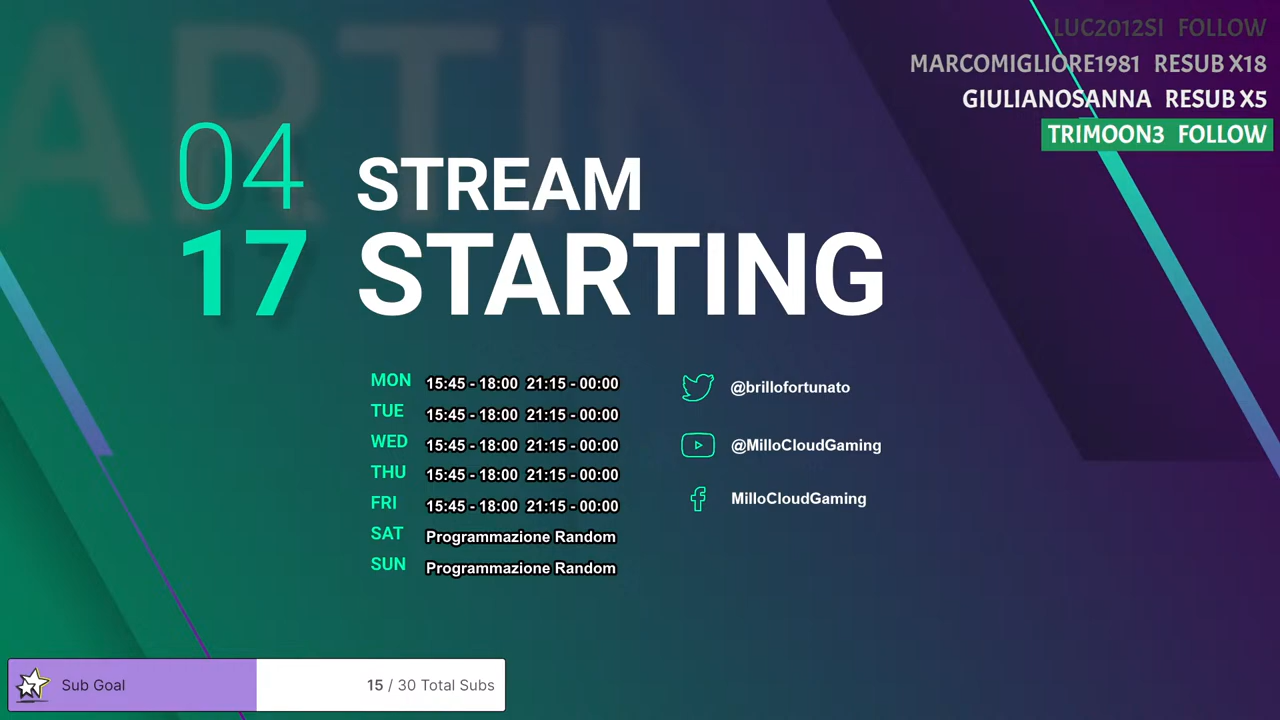 ARTIN
LUC2012SI FOLLOW
MARCOMIGLIORE1981 RESUB X18
GIULIANOSANNA RESUB X5
TRIMOON3 FOLLOW
04
17
STREAM
STARTING
MON 15:45 - 18:00 21:15 - 00:00
TUE 15:45 - 18:00 21:15 - 00:00
WED 15:45 - 18:00 21:15 - 00:00
THU 15:45 - 18:00 21:15 - 00:00
FRI 15:45 - 18:00 21:15 - 00:00
SAT Programmazione Random
SUN Programmazione Random
@brillofortunato
@MilloCloudGaming
MilloCloudGaming
Sub Goal 15 / 30 Total Subs